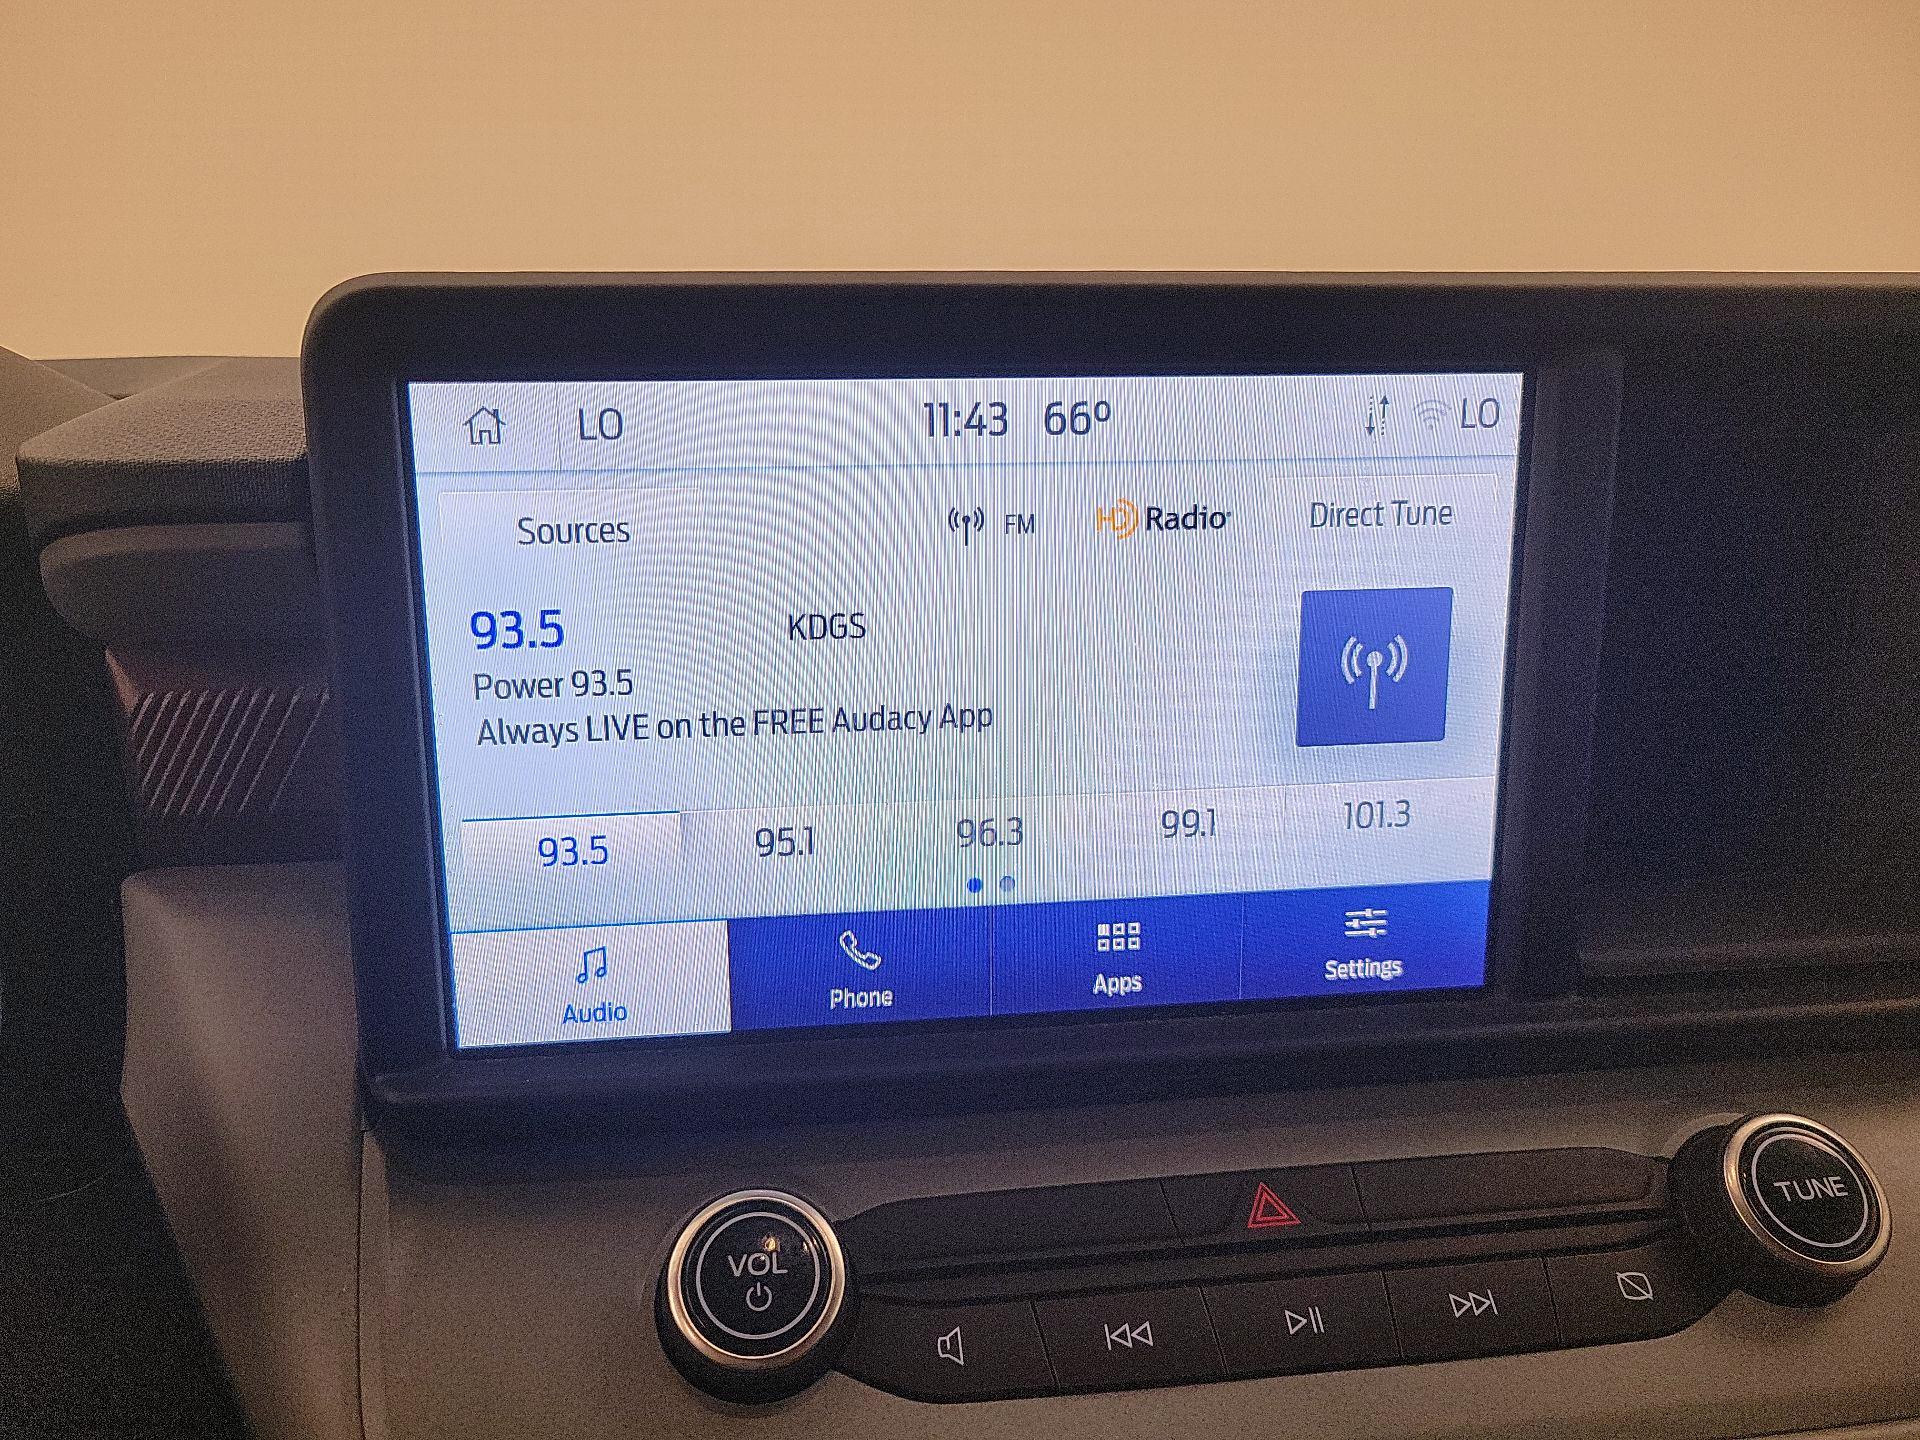 LO 11:43 66° LO
Sources FM HD Radio Direct Tune
93.5 KDGS
Power 93.5
Always LIVE on the FREE Audacy App
93.5 95.1 96.3 99.1 101.3
Audio Phone Apps Settings
VOL
TUNE